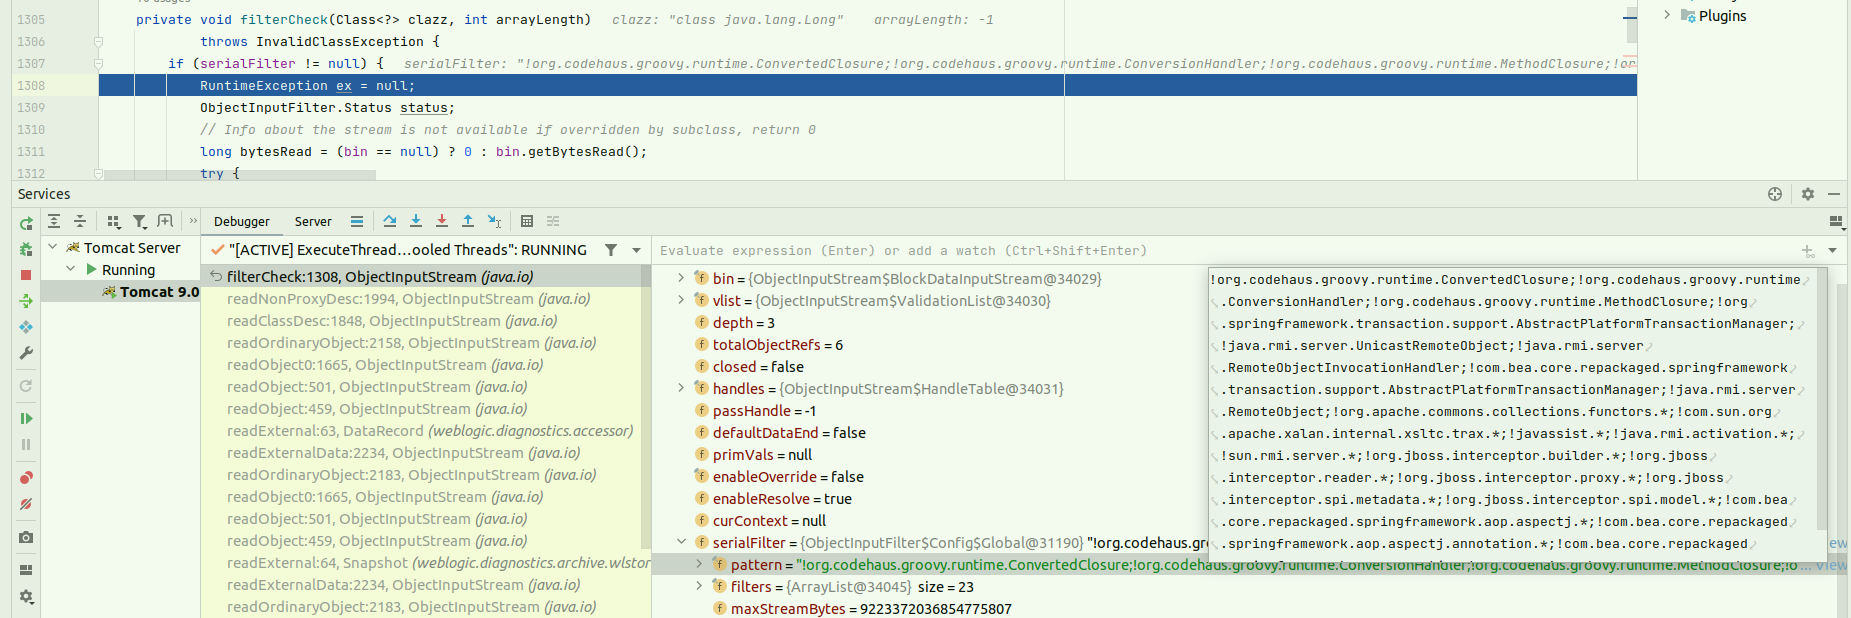 1305 private void filterCheck(Class<?> clazz, int arrayLength) clazz: "class java.lang.Long" arrayLength: -1
1306 throws InvalidClassException {
1307 if (serialFilter != null) { serialFilter: "!org.codehaus.groovy.runtime.ConvertedClosure;!org.codehaus.groovy.runtime.ConversionHandler;!org.codehaus.groovy.runtime.MethodClosure;!or
1308 RuntimeException ex = null;
1309 ObjectInputFilter.Status status;
1310 // Info about the stream is not available if overridden by subclass, return 0
1311 long bytesRead = (bin == null) ? 0 : bin.getBytesRead();
1312 try {
Plugins
Services
Debugger Server
Tomcat Server
Running
Tomcat 9.0
"[ACTIVE] ExecuteThread...ooled Threads": RUNNING
filterCheck:1308, ObjectInputStream (java.io)
readNonProxyDesc:1994, ObjectInputStream (java.io)
readClassDesc:1848, ObjectInputStream (java.io)
readOrdinaryObject:2158, ObjectInputStream (java.io)
readObject0:1665, ObjectInputStream (java.io)
readObject:501, ObjectInputStream (java.io)
readObject:459, ObjectInputStream (java.io)
readExternal:63, DataRecord (weblogic.diagnostics.accessor)
readExternalData:2234, ObjectInputStream (java.io)
readOrdinaryObject:2183, ObjectInputStream (java.io)
readObject0:1665, ObjectInputStream (java.io)
readObject:501, ObjectInputStream (java.io)
readObject:459, ObjectInputStream (java.io)
readExternal:64, Snapshot (weblogic.diagnostics.archive.wlstor
readExternalData:2234, ObjectInputStream (java.io)
readOrdinaryObject:2183, ObjectInputStream (java.io)
Evaluate expression (Enter) or add a watch (Ctrl+Shift+Enter)
bin = {ObjectInputStream$BlockDataInputStream@34029}
vlist = {ObjectInputStream$ValidationList@34030}
depth = 3
totalObjectRefs = 6
closed = false
handles = {ObjectInputStream$HandleTable@34031}
passHandle = -1
defaultDataEnd = false
primVals = null
enableOverride = false
enableResolve = true
curContext = null
serialFilter = {ObjectInputFilter$Config$Global@31190} "!org.codehaus.gr
pattern = "!org.codehaus.groovy.runtime.ConvertedClosure;!org.codehaus.groovy.runtime.ConversionHandler;!org.codehaus.groovy.runtime.MethodClosure;!o ... View
filters = {ArrayList@34045} size = 23
maxStreamBytes = 9223372036854775807
!org.codehaus.groovy.runtime.ConvertedClosure;!org.codehaus.groovy.runtime
.ConversionHandler;!org.codehaus.groovy.runtime.MethodClosure;!org
.springframework.transaction.support.AbstractPlatformTransactionManager;
!java.rmi.server.UnicastRemoteObject;!java.rmi.server
.RemoteObjectInvocationHandler;!com.bea.core.repackaged.springframework
.transaction.support.AbstractPlatformTransactionManager;!java.rmi.server
.RemoteObject;!org.apache.commons.collections.functors.*;!com.sun.org
.apache.xalan.internal.xsltc.trax.*;!javassist.*;!java.rmi.activation.*;
!sun.rmi.server.*;!org.jboss.interceptor.builder.*;!org.jboss
.interceptor.reader.*;!org.jboss.interceptor.proxy.*;!org.jboss
.interceptor.spi.metadata.*;!org.jboss.interceptor.spi.model.*;!com.bea
.core.repackaged.springframework.aop.aspectj.*;!com.bea.core.repackaged
.springframework.aop.aspectj.annotation.*;!com.bea.core.repackaged